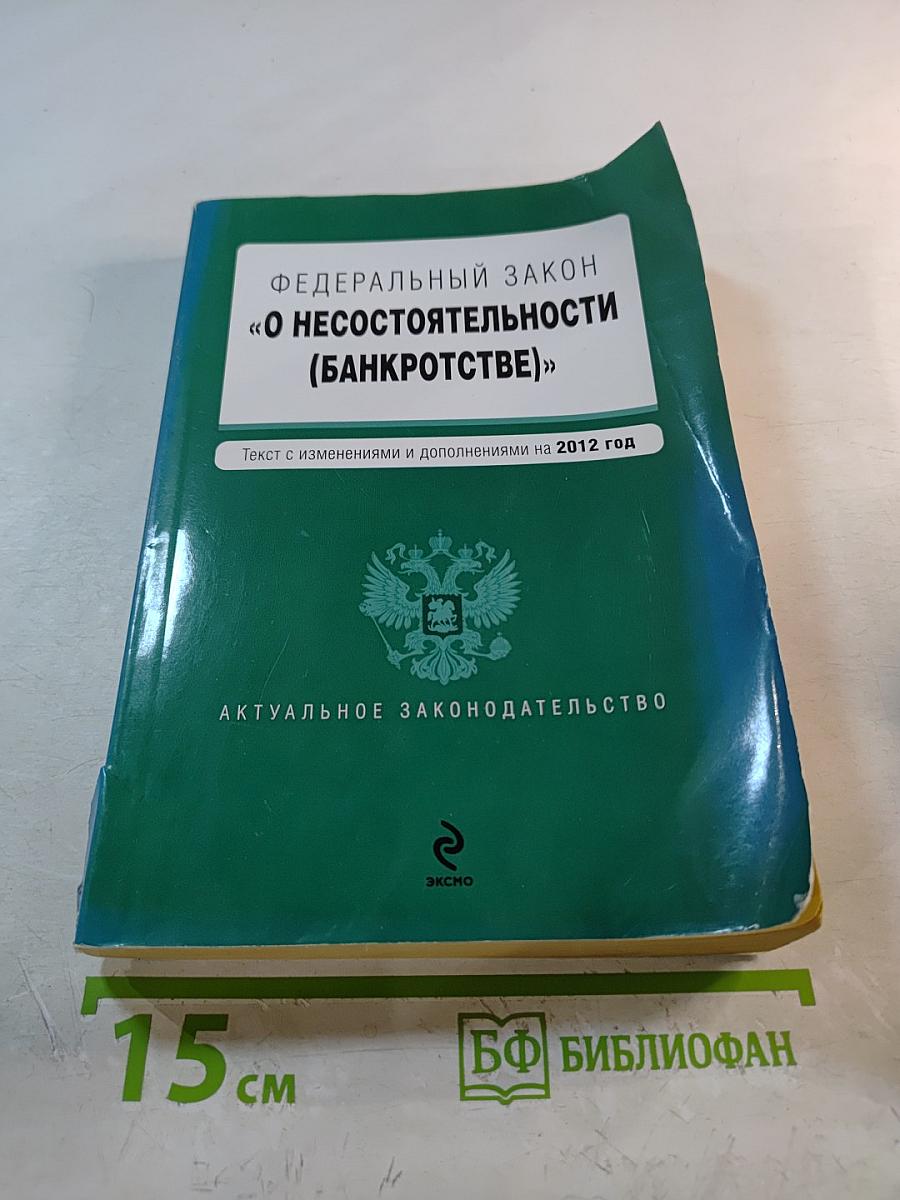 ФЕДЕРАЛЬНЫЙ ЗАКОН
«О НЕСОСТОЯТЕЛЬНОСТИ
(БАНКРОТСТВЕ)»
Текст с изменениями и дополнениями на 2012 год
АКТУАЛЬНОЕ ЗАКОНОДАТЕЛЬСТВО
ЭКСМО
15 см
БФ БИБЛИОФАН